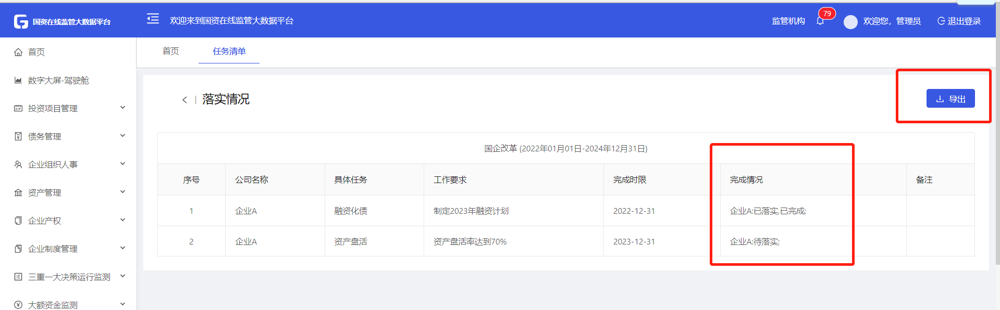 国资在线监管大数据平台
欢迎来到国资在线监管大数据平台
监管机构
79
欢迎您，管理员
退出登录
首页
数字大屏-驾驶舱
投资项目管理
债务管理
企业组织人事
资产管理
企业产权
企业制度管理
三重一大决策运行监测
大额资金监测
首页 任务清单
< | 落实情况
导出
国企改革 (2022年01月01日-2024年12月31日)
序号 公司名称 具体任务 工作要求 完成时限 完成情况 备注
1 企业A 融资化债 制定2023年融资计划 2022-12-31 企业A:已落实,已完成;
2 企业A 资产盘活 资产盘活率达到70% 2023-12-31 企业A:待落实;